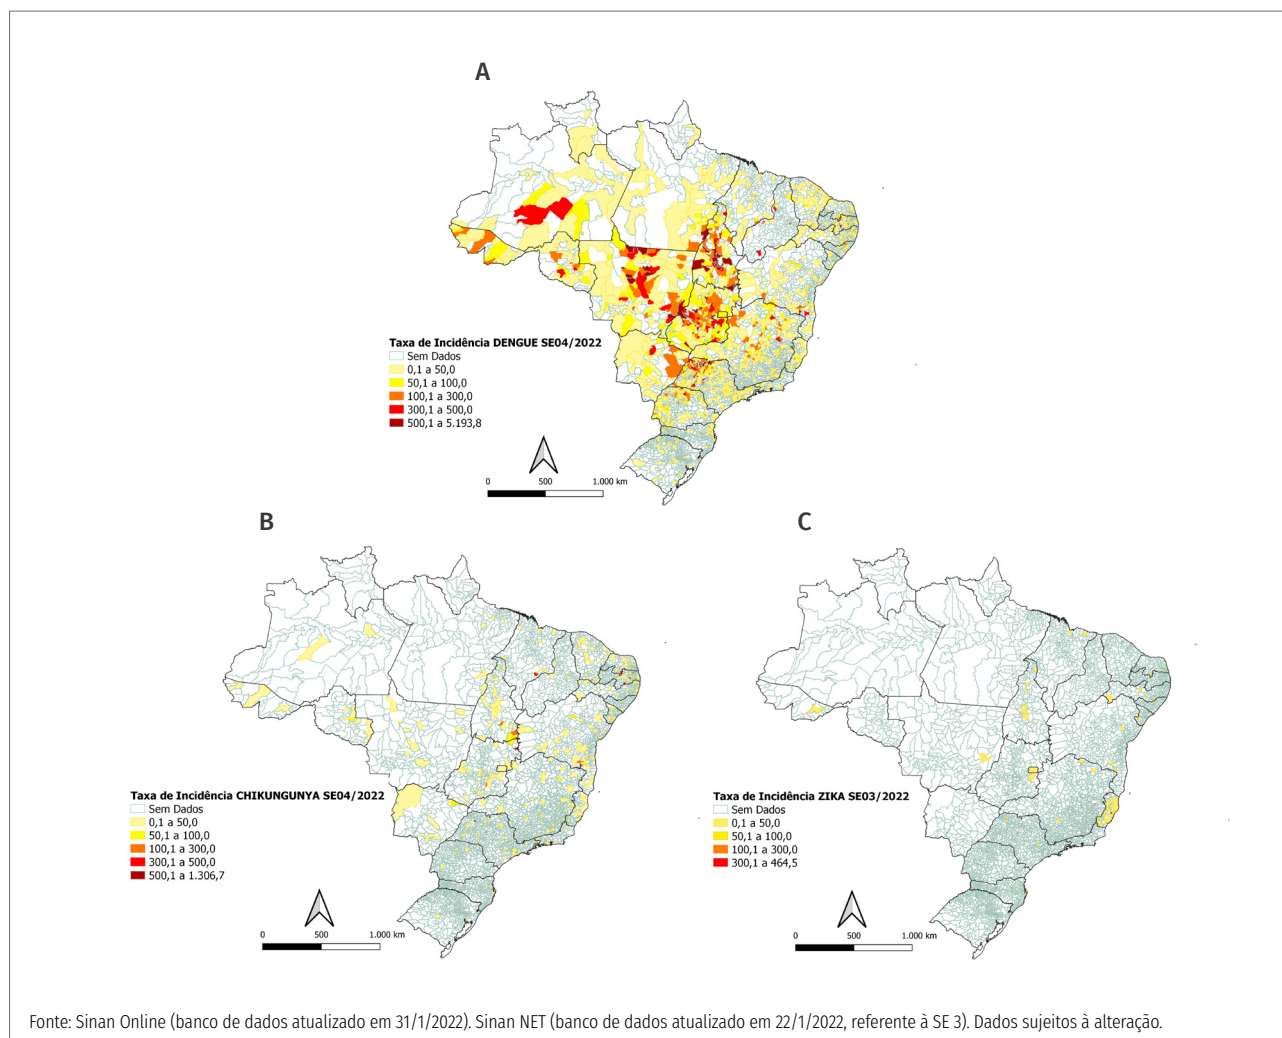 A
Taxa de Incidência DENGUE SE04/2022
Sem Dados
0,1 a 50,0
50,1 a 100,0
100,1 a 300,0
300,1 a 500,0
500,1 a 5.193,8
0 500 1.000 km
B
Taxa de Incidência CHIKUNGUNYA SE04/2022
Sem Dados
0,1 a 50,0
50,1 a 100,0
100,1 a 300,0
300,1 a 500,0
500,1 a 1.306,7
0 500 1.000 km
C
Taxa de Incidência ZIKA SE03/2022
Sem Dados
0,1 a 50,0
50,1 a 100,0
100,1 a 300,0
300,1 a 464,5
0 500 1.000 km
Fonte: Sinan Online (banco de dados atualizado em 31/1/2022). Sinan NET (banco de dados atualizado em 22/1/2022, referente à SE 3). Dados sujeitos à alteração.